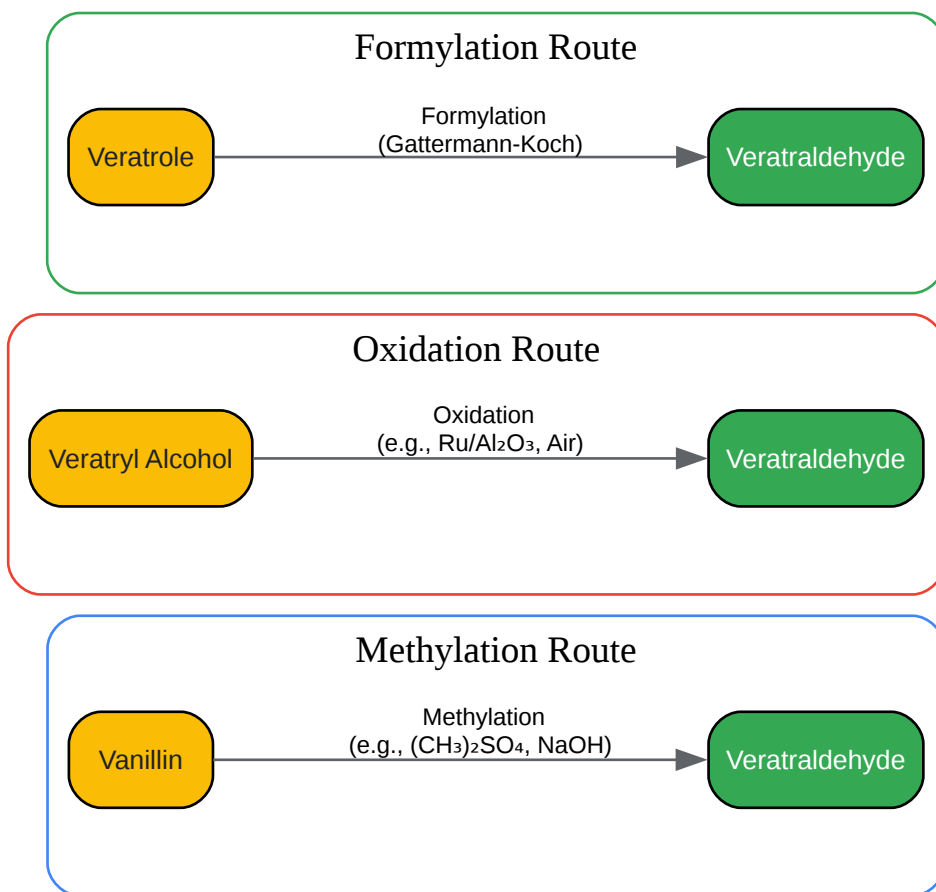 Formylation Route
Veratrole
Formylation
(Gattermann-Koch)
Veratraldehyde
Oxidation Route
Veratryl Alcohol
Oxidation
(e.g., Ru/Al₂O₃, Air)
Veratraldehyde
Methylation Route
Vanillin
Methylation
(e.g., (CH₃)₂SO₄, NaOH)
Veratraldehyde